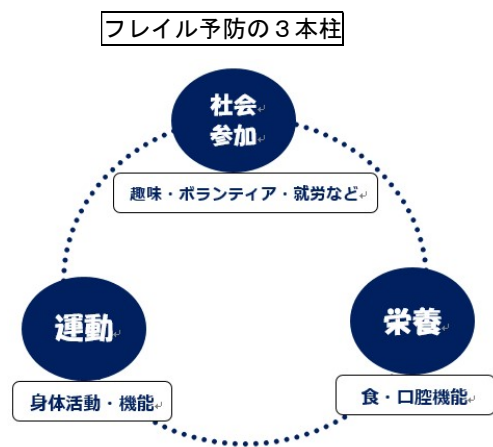 フレイル予防の３本柱
社会
参加
趣味・ボランティア・就労など
運動
身体活動・機能
栄養
食・口腔機能